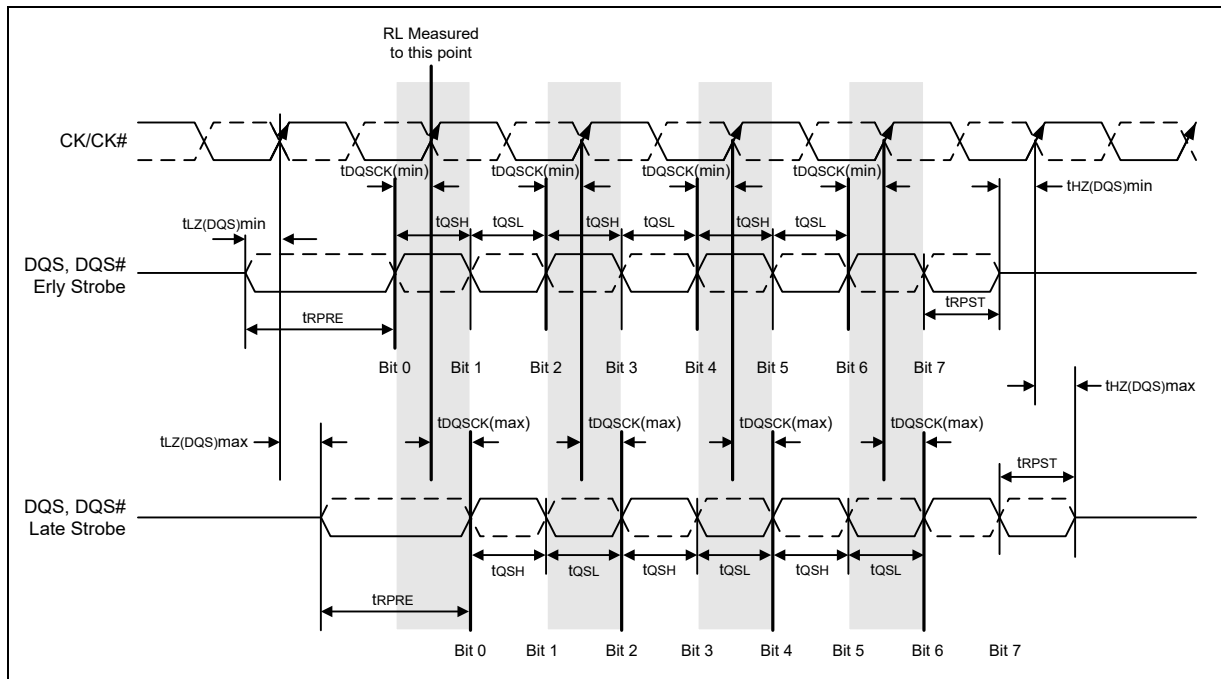 RL Measured
to this point
CK/CK#
tDQSCK(min) tDQSCK(min) tDQSCK(min) tDQSCK(min)
tHZ(DQS)min
tLZ(DQS)min
tQSH tQSL tQSH tQSL tQSH tQSL
DQS, DQS#
Erly Strobe
tRPRE
tRPST
Bit 0 Bit 1 Bit 2 Bit 3 Bit 4 Bit 5 Bit 6 Bit 7
tHZ(DQS)max
tDQSCK(max) tDQSCK(max) tDQSCK(max) tDQSCK(max)
tLZ(DQS)max
tRPST
DQS, DQS#
Late Strobe
tQSH tQSL tQSH tQSL tQSH tQSL
tRPRE
Bit 0 Bit 1 Bit 2 Bit 3 Bit 4 Bit 5 Bit 6 Bit 7